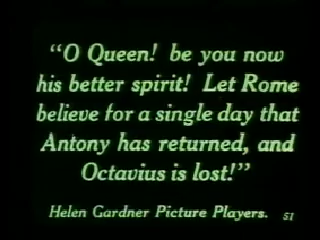 "O Queen! be you now
his better spirit! Let Rome
believe for a single day that
Antony has returned, and
Octavius is lost!"
Helen Gardner Picture Players. 51